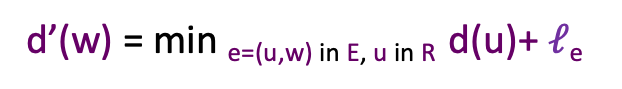 d’(w) = min e=(u,w) in E, u in R d(u)+ ℓe